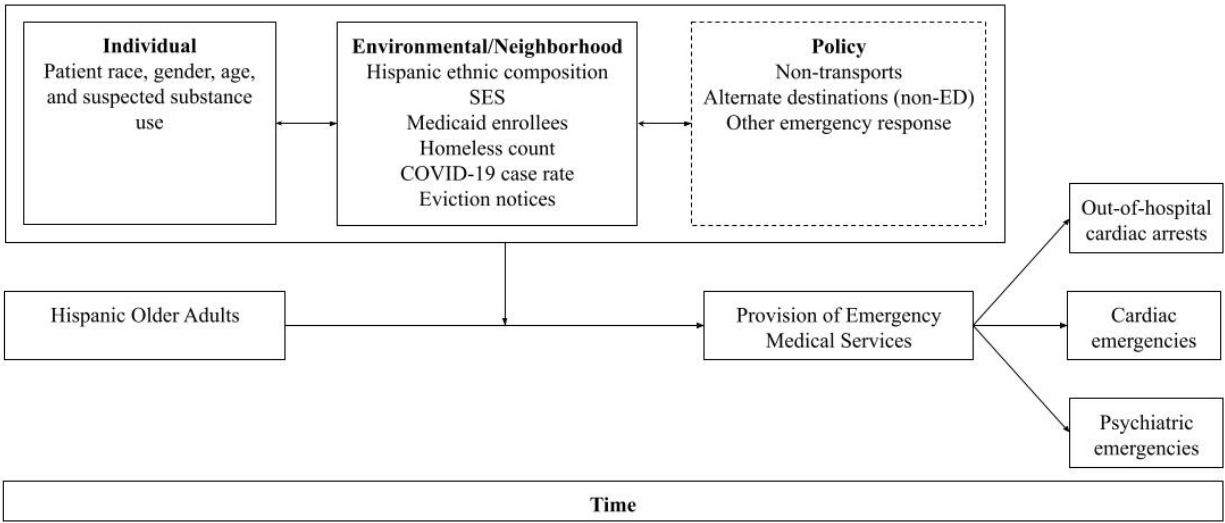 Individual
Patient race, gender, age,
and suspected substance
use
Environmental/Neighborhood
Hispanic ethnic composition
SES
Medicaid enrollees
Homeless count
COVID-19 case rate
Eviction notices
Policy
Non-transports
Alternate destinations (non-ED)
Other emergency response
Hispanic Older Adults
Provision of Emergency
Medical Services
Out-of-hospital
cardiac arrests
Cardiac
emergencies
Psychiatric
emergencies
Time